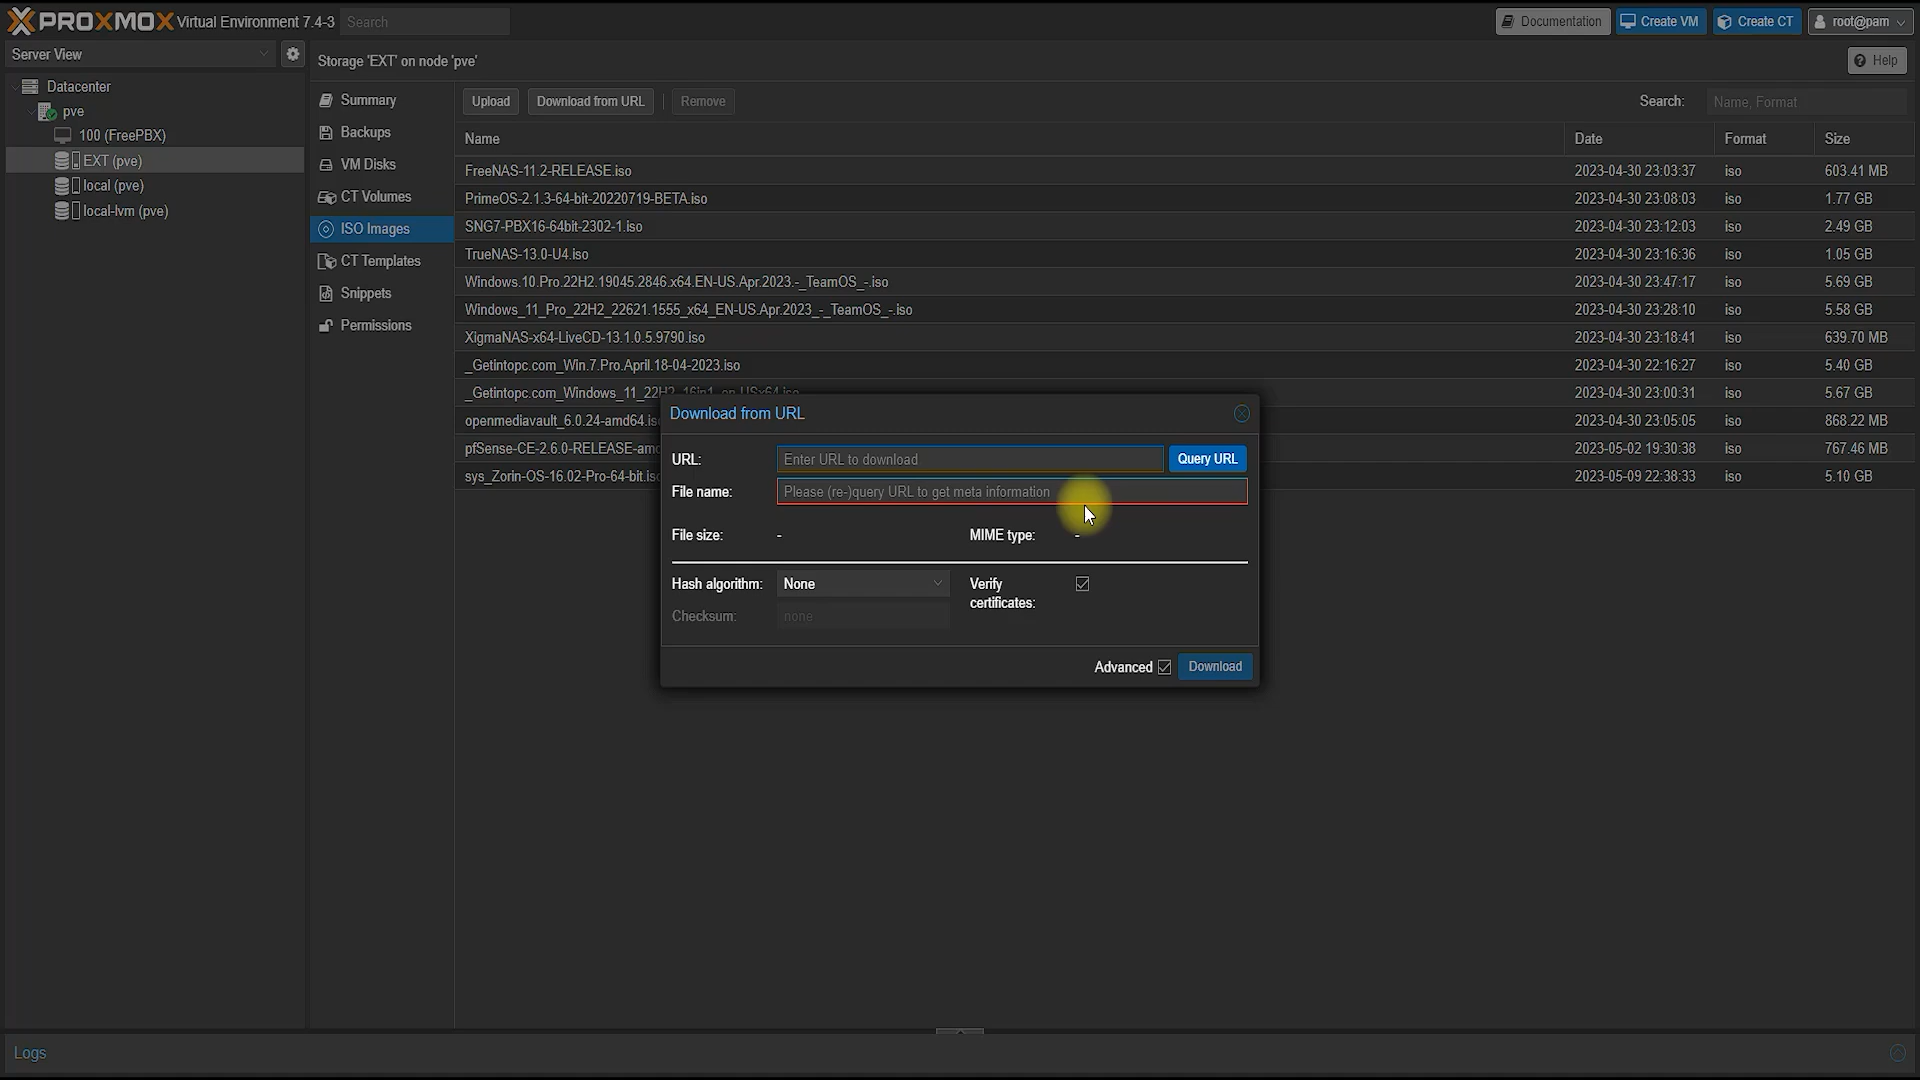 PROXMOX Virtual Environment 7.4-3 Search Documentation Create VM Create CT root@pam
Server View
Storage 'EXT' on node 'pve' Help
Datacenter
pve
100 (FreePBX)
EXT (pve)
local (pve)
local-lvm (pve)
Summary
Backups
VM Disks
CT Volumes
ISO Images
CT Templates
Snippets
Permissions
Upload Download from URL Remove Search: Name, Format
Name Date Format Size
FreeNAS-11.2-RELEASE.iso 2023-04-30 23:03:37 iso 603.41 MB
PrimeOS-2.1.3-64-bit-20220719-BETA.iso 2023-04-30 23:08:03 iso 1.77 GB
SNG7-PBX16-64bit-2302-1.iso 2023-04-30 23:12:03 iso 2.49 GB
TrueNAS-13.0-U4.iso 2023-04-30 23:16:36 iso 1.05 GB
Windows.10.Pro.22H2.19045.2846.x64.EN-US.Apr.2023.-_TeamOS_-.iso 2023-04-30 23:47:17 iso 5.69 GB
Windows_11_Pro_22H2_22621.1555_x64_EN-US.Apr.2023_-_TeamOS_-.iso 2023-04-30 23:28:10 iso 5.58 GB
XigmaNAS-x64-LiveCD-13.1.0.5.9790.iso 2023-04-30 23:18:41 iso 639.70 MB
_Getintopc.com_Win.7.Pro.April.18-04-2023.iso 2023-04-30 22:16:27 iso 5.40 GB
_Getintopc.com_Windows_11_22H2_16in1_en-USx64.iso 2023-04-30 23:00:31 iso 5.67 GB
openmediavault_6.0.24-amd64.is 2023-04-30 23:05:05 iso 868.22 MB
pfSense-CE-2.6.0-RELEASE-amd 2023-05-02 19:30:38 iso 767.46 MB
sys_Zorin-OS-16.02-Pro-64-bit.iso 2023-05-09 22:38:33 iso 5.10 GB
Download from URL
URL: Enter URL to download Query URL
File name: Please (re-)query URL to get meta information
File size: - MIME type: -
Hash algorithm: None Verify
certificates:
Checksum: none
Advanced Download
Logs